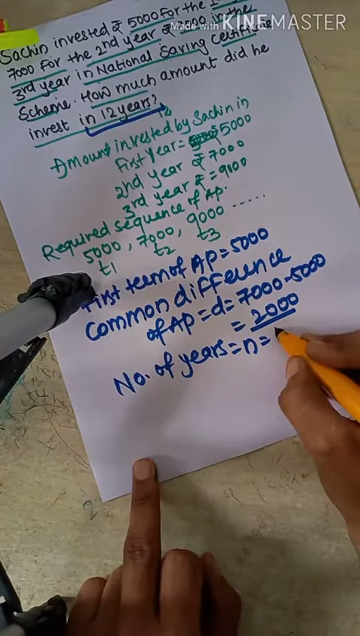 Made with KINEMASTER
Sachin invested ₹ 5000 For the
7000 For the 2nd year ₹ the
3rd year in National Saving Certifi
Scheme. How much amount did he
invest in 12 years?
Amount invested by Sachin in
First year = 5000
2nd year ₹ 7000
3rd year ₹ = 9000
Required sequence of AP.
5000, 7000, 9000 .....
t1 t2 t3
First term of AP = 5000
Common difference
of AP = d = 7000 - 5000
= 2000
No. of years = n =